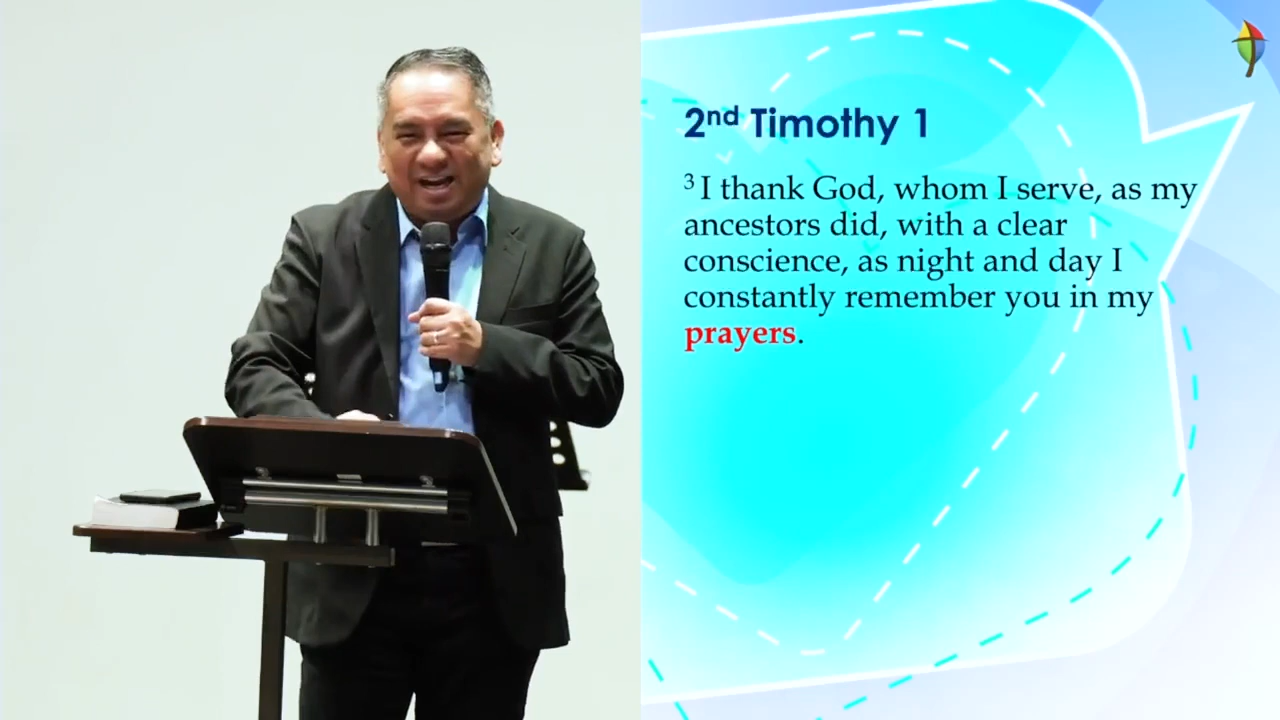 2nd Timothy 1
3 I thank God, whom I serve, as my
ancestors did, with a clear
conscience, as night and day I
constantly remember you in my
prayers.